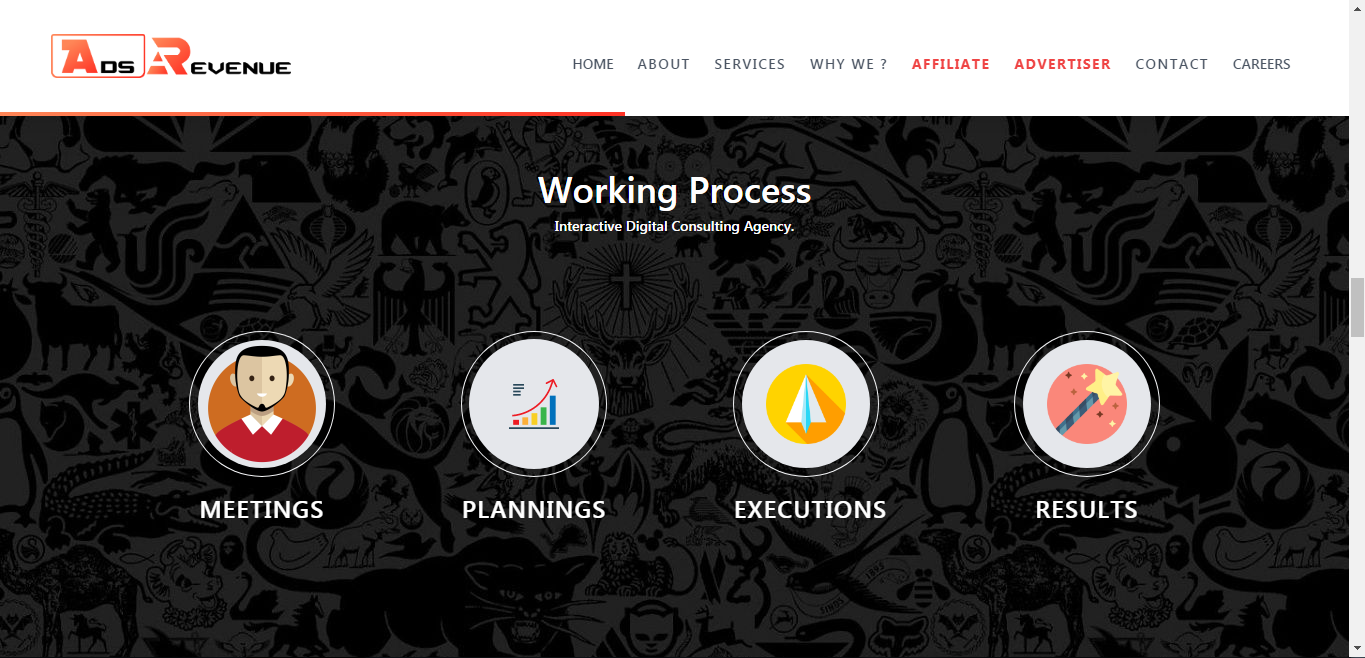 ADS REVENUE
HOME ABOUT SERVICES WHY WE ? AFFILIATE ADVERTISER CONTACT CAREERS
Working Process
Interactive Digital Consulting Agency.
MEETINGS PLANNINGS EXECUTIONS RESULTS
1895